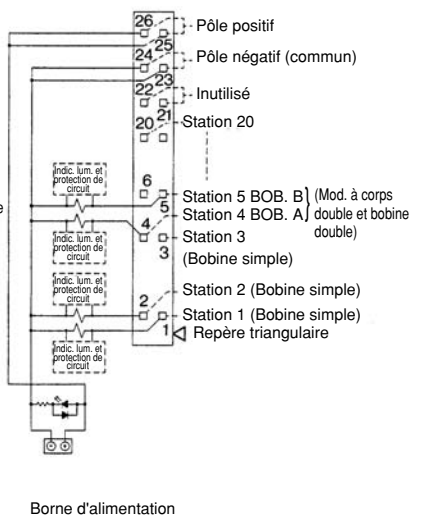 26
Pôle positif
25
24
Pôle négatif (commun)
23
22
Inutilisé
21
20
Station 20
Indic. lum. et
protection de
circuit
6
Station 5 BOB. B
(Mod. à corps
5
e
Station 4 BOB. A
double et bobine
4
Station 3
double)
Indic. lum. et
protection de
circuit
3
(Bobine simple)
Indic. lum. et
protection de
circuit
Station 2 (Bobine simple)
2
Station 1 (Bobine simple)
1
Repère triangulaire
Indic. lum. et
protection de
circuit
Borne d'alimentation